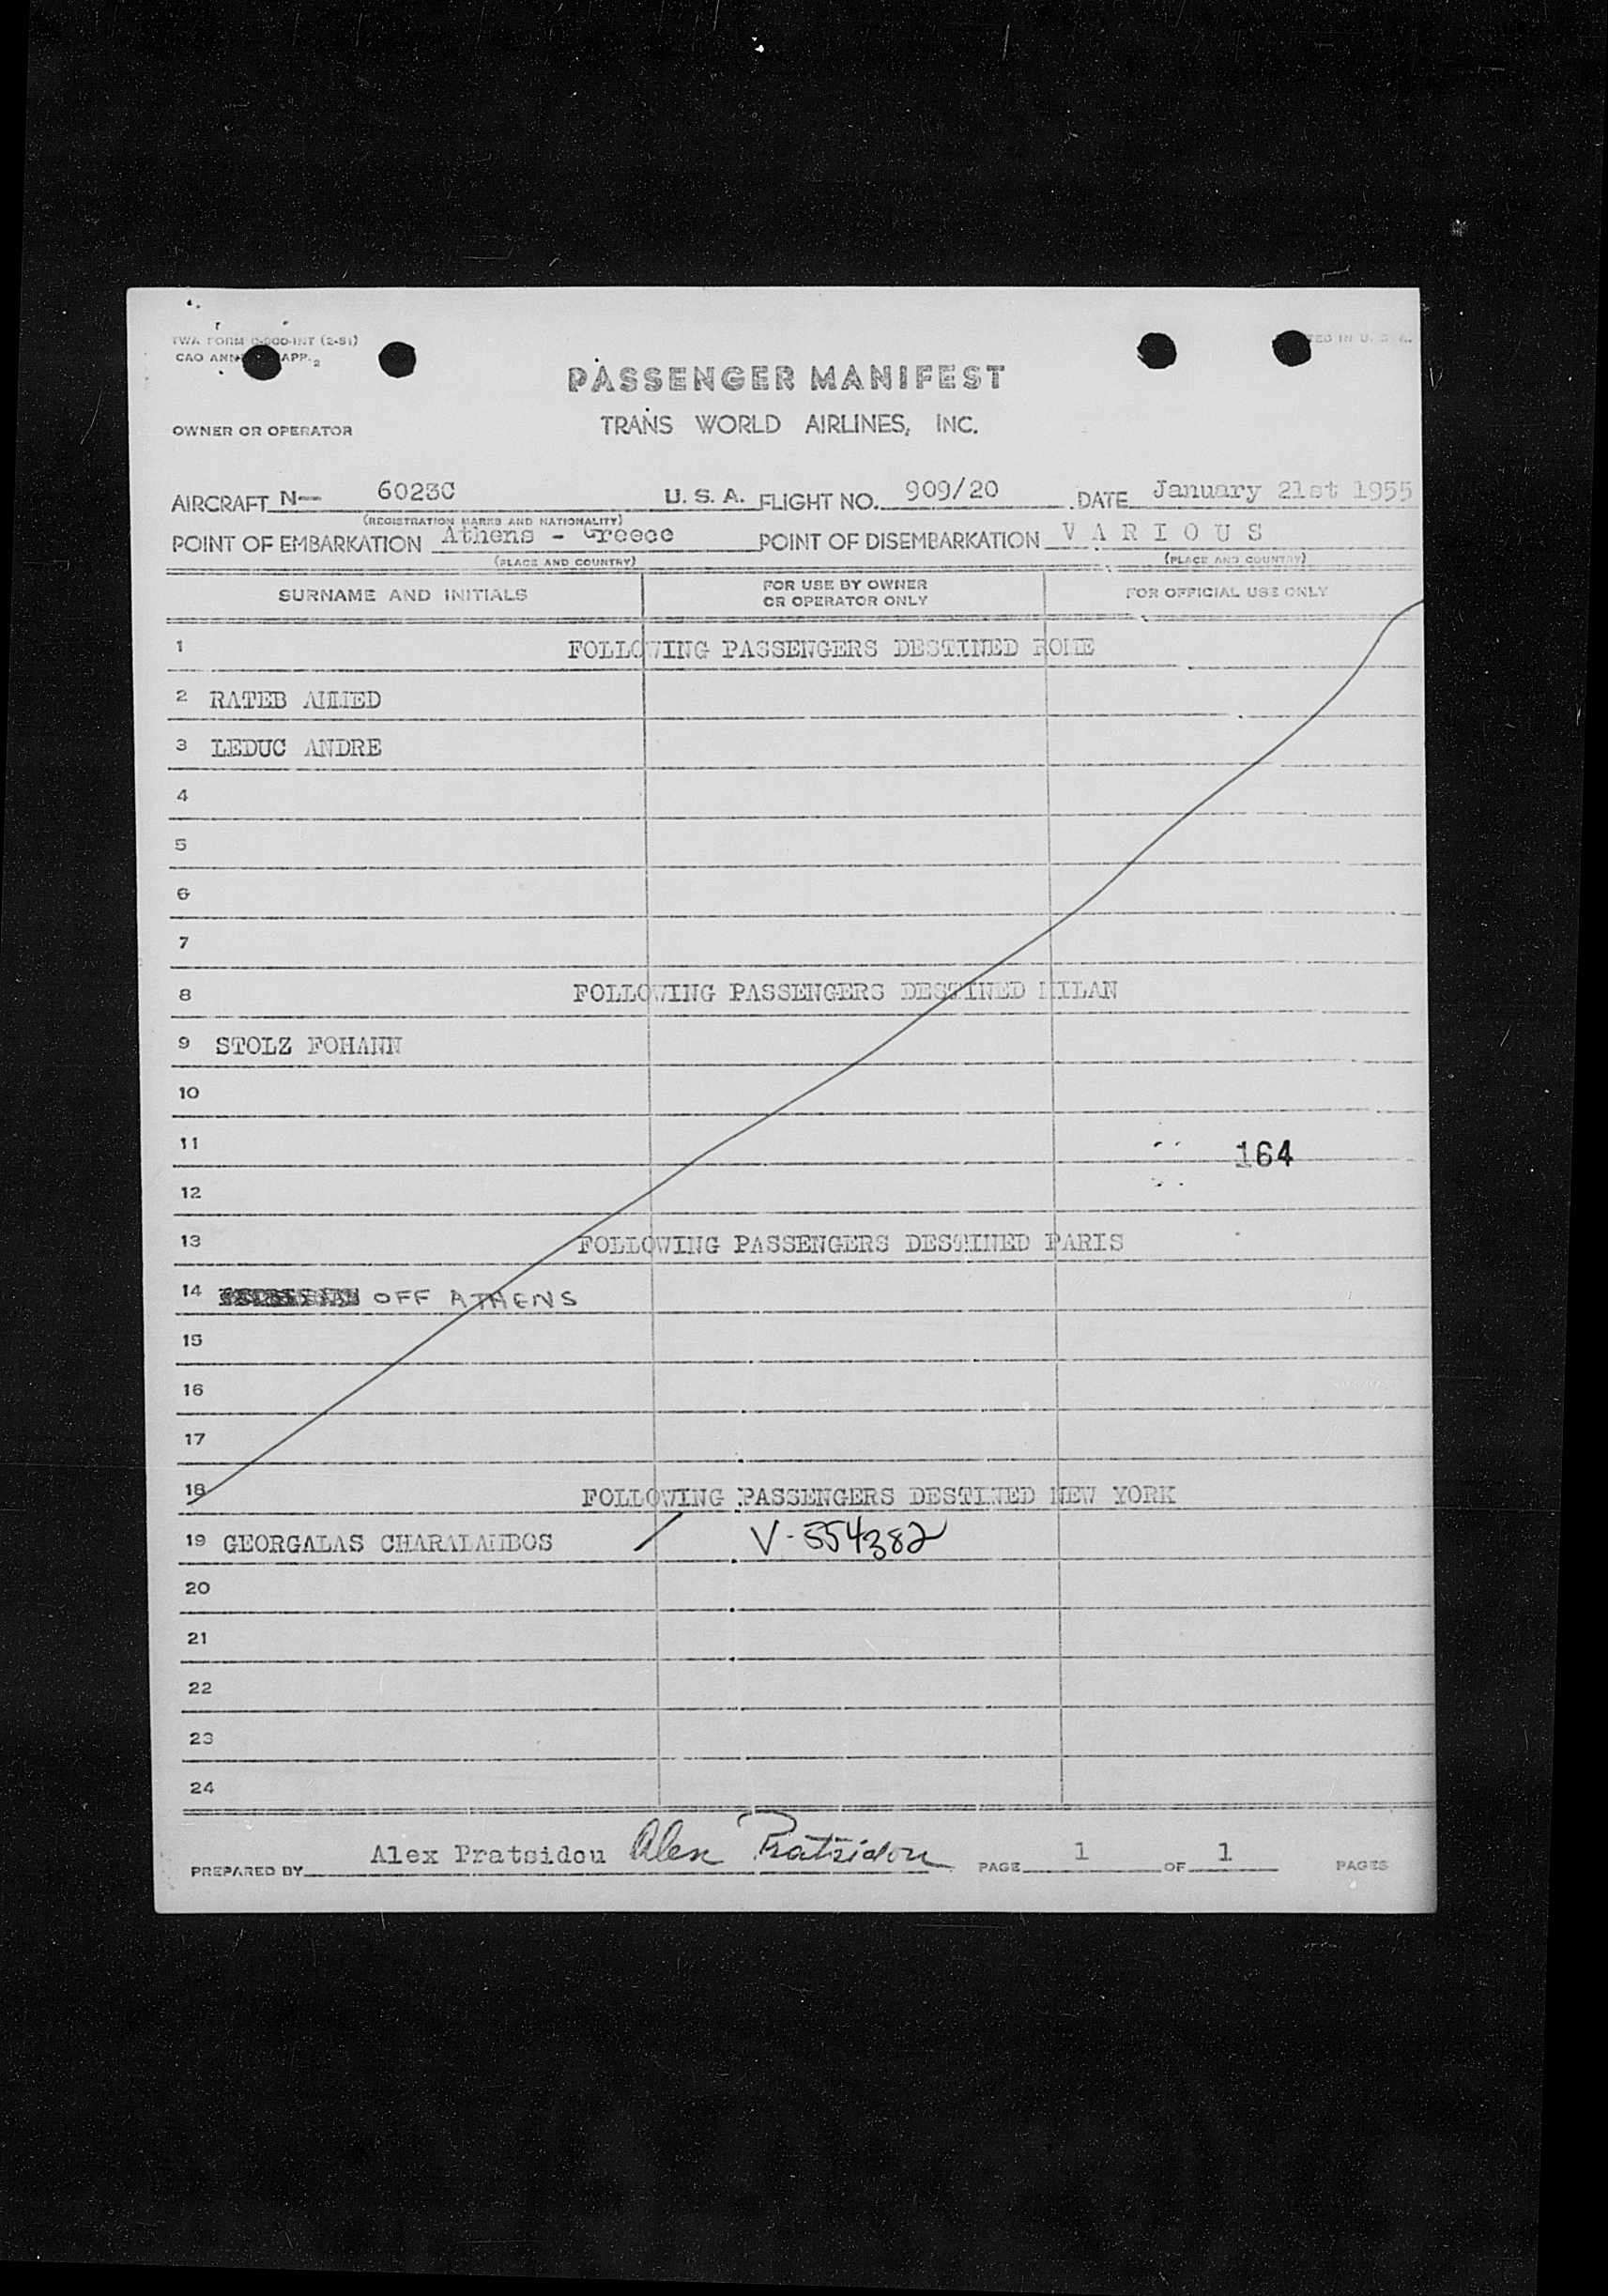 TWA FORM
CAO ANN APP. 2
PASSENGER MANIFEST
OWNER OR OPERATOR
TRANS WORLD AIRLINES, INC.
AIRCRAFT N— 6023C U. S. A. FLIGHT NO. 909/20 DATE January 21st 1955
(REGISTRATION MARKS AND NATIONALITY)
POINT OF EMBARKATION Athens - Greece POINT OF DISEMBARKATION V A R I O U S
(PLACE AND COUNTRY) (PLACE AND COUNTRY)
SURNAME AND INITIALS FOR USE BY OWNER OR OPERATOR ONLY FOR OFFICIAL USE ONLY
1 FOLLOWING PASSENGERS DESTINED ROME
2 RATEB AHMED
3 LEDUC ANDRE
4
5
6
7
8 FOLLOWING PASSENGERS DESTINED MILAN
9 STOLZ FOHANN
10
11 164
12
13 FOLLOWING PASSENGERS DESTINED PARIS
14 OFF ATHENS
15
16
17
18 FOLLOWING PASSENGERS DESTINED NEW YORK
19 GEORGALAS CHARALAMBOS V-554382
20
21
22
23
24
PREPARED BY Alex Pratsidou Alex Pratsidou PAGE 1 OF 1 PAGES